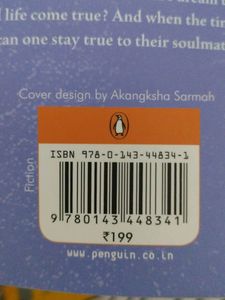 life come true? And when the tir
can one stay true to their soulmat
Cover design by Akangksha Sarmah
ISBN 978-0-143-44834-1
Fiction
9 780143 448341
₹199
www.penguin.co.in